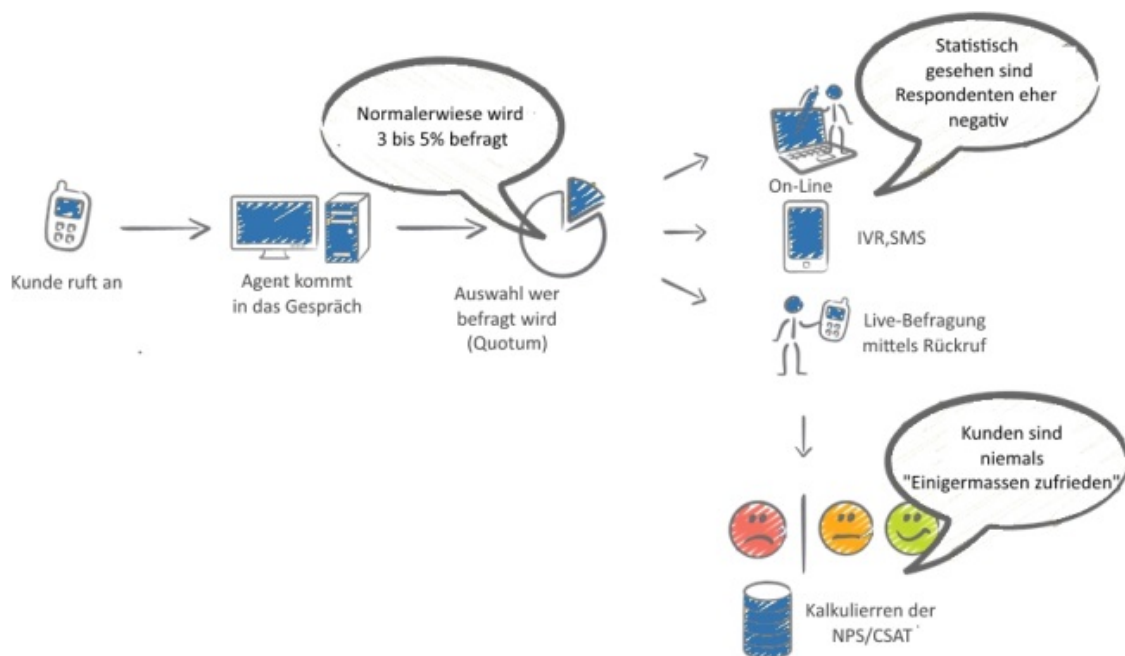 Statistisch
gesehen sind
Respondenten eher
negativ
Normalerwiese wird
3 bis 5% befragt
On-Line
IVR,SMS
Kunde ruft an
Agent kommt
in das Gespräch
Auswahl wer
befragt wird
(Quotum)
Live-Befragung
mittels Rückruf
Kunden sind
niemals
"Einigermassen zufrieden"
Kalkulierren der
NPS/CSAT